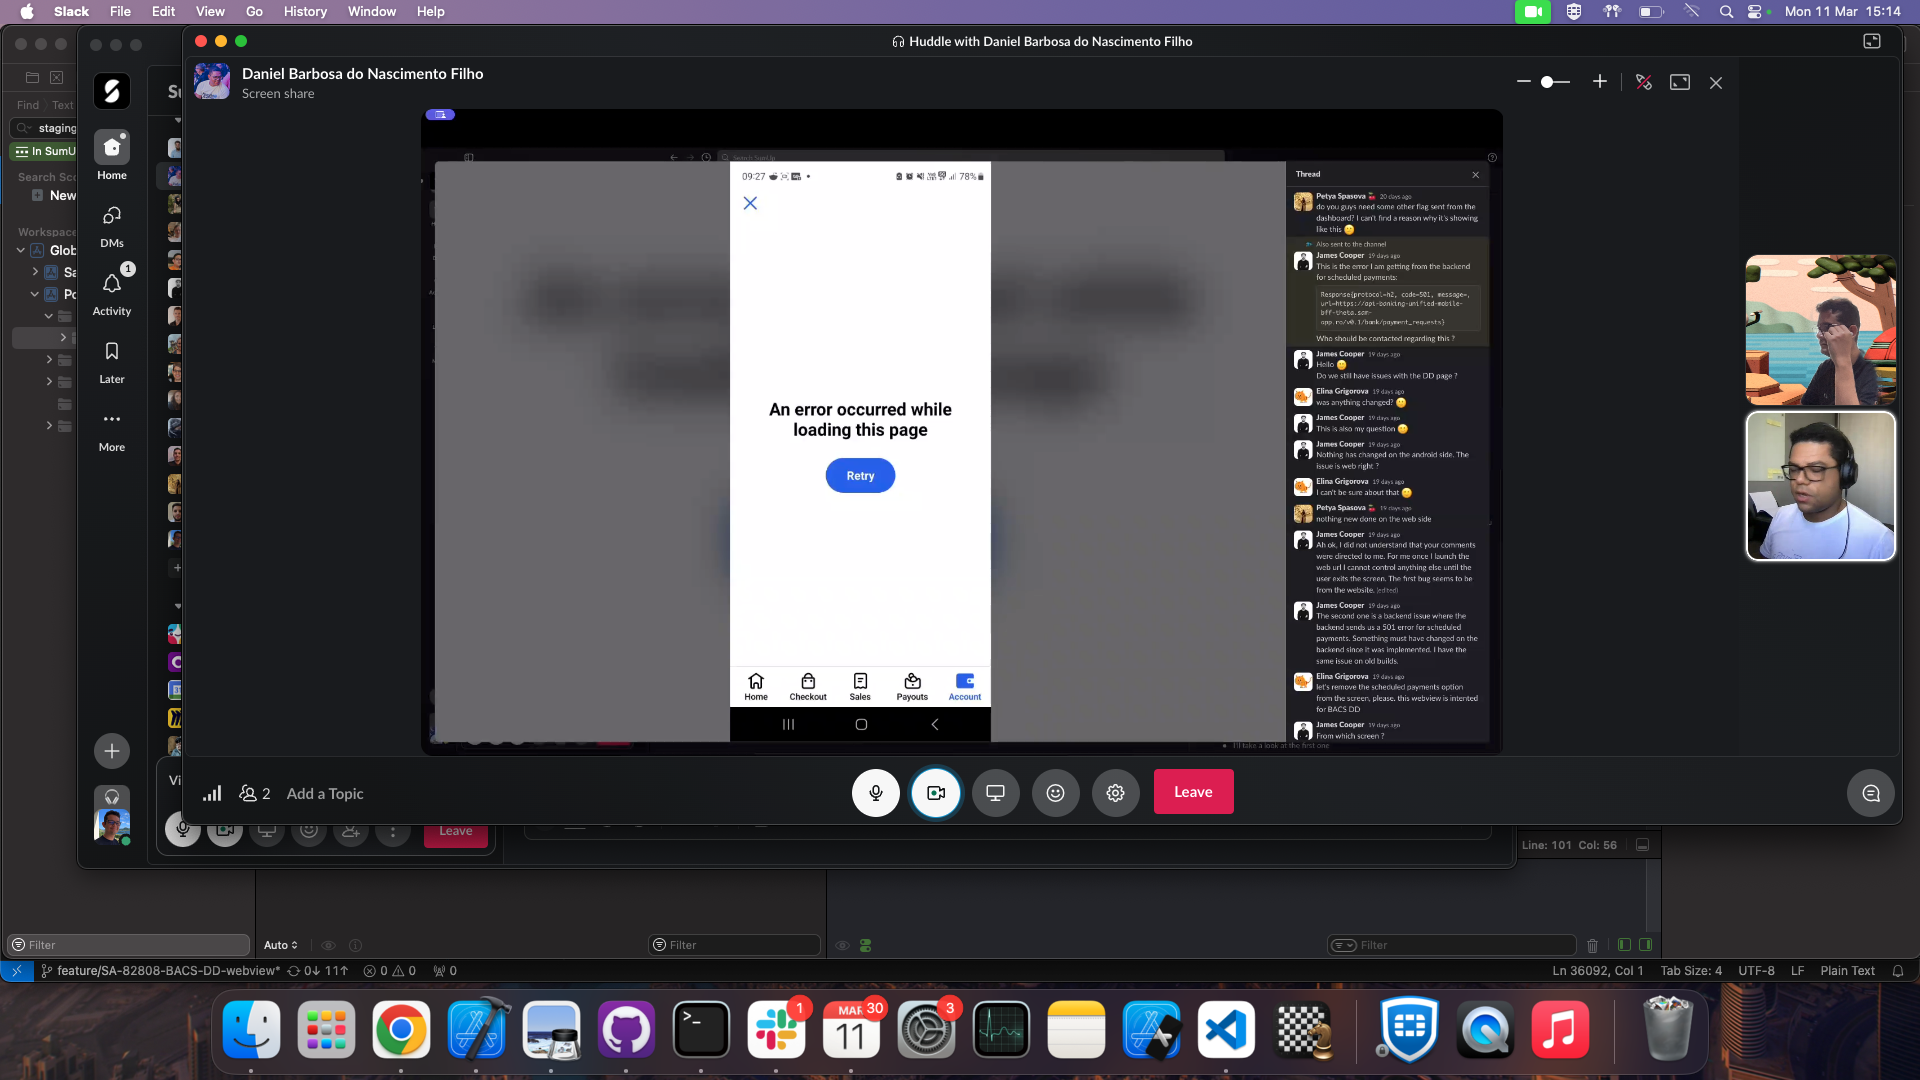 Slack File Edit View Go History Window Help
Mon 11 Mar 15:14
Huddle with Daniel Barbosa do Nascimento Filho
Daniel Barbosa do Nascimento Filho
Screen share
Find Text
staging
In SumU
Search Sco
New
Workspace
Glob
Sa
Po
Home
DMs
1
Activity
Later
More
Search SumUp
09:27
78%
An error occurred while
loading this page
Retry
Home Checkout Sales Payouts Account
Thread
Petya Spasova 20 days ago
do you guys need some other flag sent from the
dashboard? I can't find a reason why it's showing
like this
Also sent to the channel
James Cooper 19 days ago
This is the error I am getting from the backend
for scheduled payments:
Response{protocol=h2, code=501, message=,
url=https://api-banking-unified-mobile-
bff-theta.sam-
app.ro/v0.1/book/payment_requests}
Who should be contacted regarding this ?
James Cooper 19 days ago
Hello
Do we still have issues with the DD page ?
Elina Grigorova 19 days ago
was anything changed?
James Cooper 19 days ago
This is also my question
James Cooper 19 days ago
Nothing has changed on the android side. The
issue is web right ?
Elina Grigorova 19 days ago
I can't be sure about that
Petya Spasova 19 days ago
nothing new done on the web side
James Cooper 19 days ago
Ah ok, I did not understand that your comments
were directed to me. For me once I launch the
web url I cannot control anything else until the
user exits the screen. The first bug seems to be
from the website. (edited)
James Cooper 19 days ago
The second one is a backend issue where the
backend sends us a 501 error for scheduled
payments. Something must have changed on the
backend since it was implemented. I have the
same issue on old builds.
Elina Grigorova 19 days ago
let's remove the scheduled payments option
from the screen, please. this webview is intented
for BACS DD
James Cooper 19 days ago
From which screen ?
I'll take a look at the first one
2 Add a Topic
Leave
Vi
Leave
Line: 101 Col: 56
Filter
Auto
Filter
Filter
feature/SA-82808-BACS-DD-webview* 0↓ 11↑ 0 0 0
Ln 36092, Col 1 Tab Size: 4 UTF-8 LF Plain Text
1
MAR 30
11
3